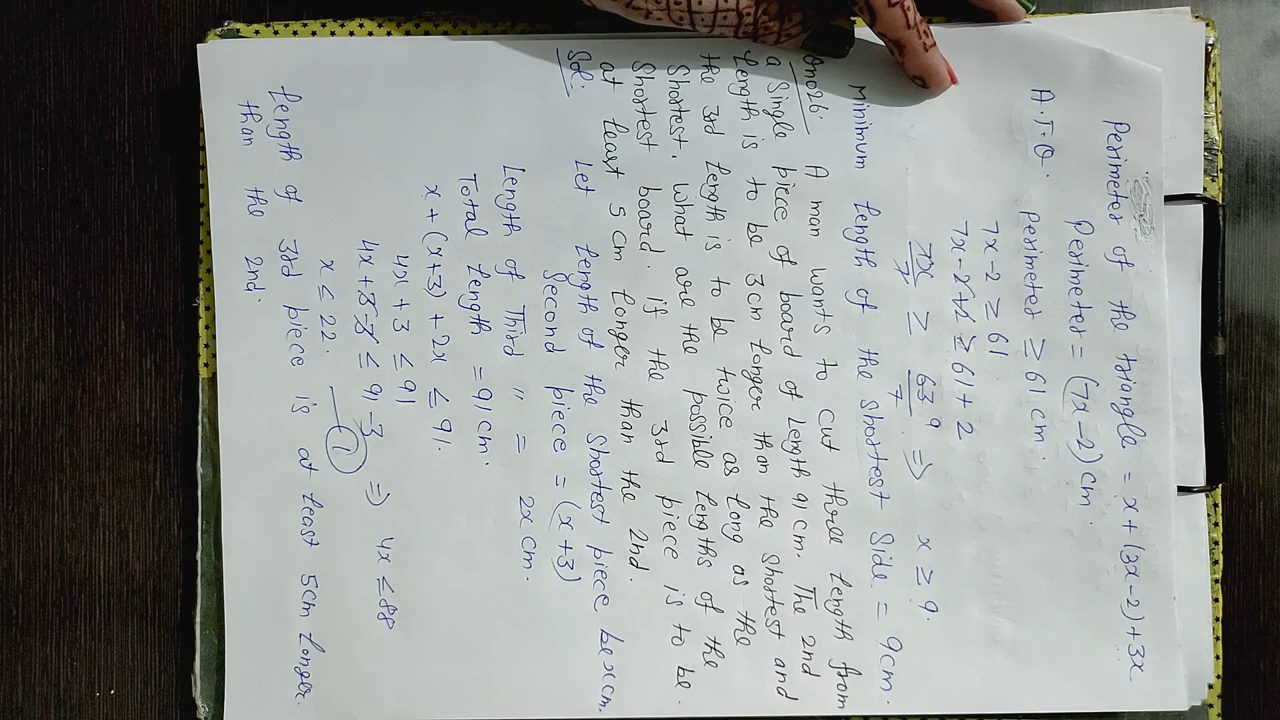 Perimeter of the triangle = x + (3x-2)+3x
Perimeter = (7x-2) cm.
A.T.Q. Perimeter ≥ 61 cm.
7x-2 ≥ 61
7x-2+2 ≥ 61+2
7x/7 ≥ 63/7 9 ⇒ x ≥ 9.
Minimum Length of the Shortest Side = 9cm.
Qno26. A man wants to cut three Length from
a Single piece of board of Length 91 cm. The 2nd
Length is to be 3cm Longer than the Shortest and
the 3rd Length is to be twice as Long as the
Shortest. What are the possible Lengths of the
Shortest board. if the 3rd piece is to be
at Least 5 cm Longer than the 2nd.
Sol: Let Length of the Shortest piece be x cm.
Second piece = (x+3)
Length of Third " = 2x cm.
Total Length = 91 cm.
x + (x+3) + 2x ≤ 91.
4x + 3 ≤ 91
4x+3-3 ≤ 91-3 ⇒ 4x ≤ 88
x ≤ 22. — 1
Length of 3rd piece is at Least 5cm Longer
than the 2nd.